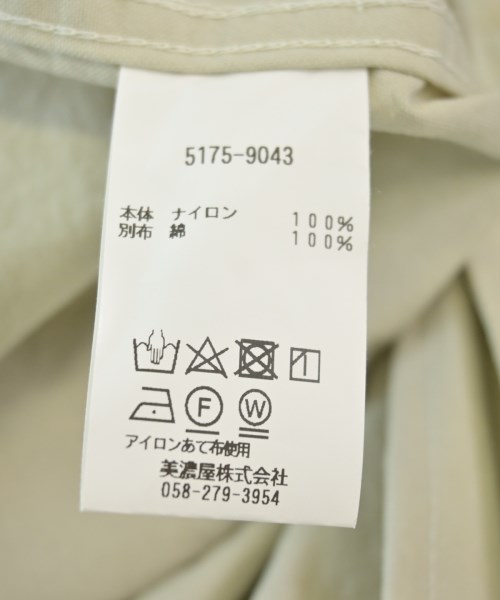 5175-9043
本体 ナイロン 100%
別布 綿 100%
F W
アイロンあて布使用
美濃屋株式会社
058-279-3954